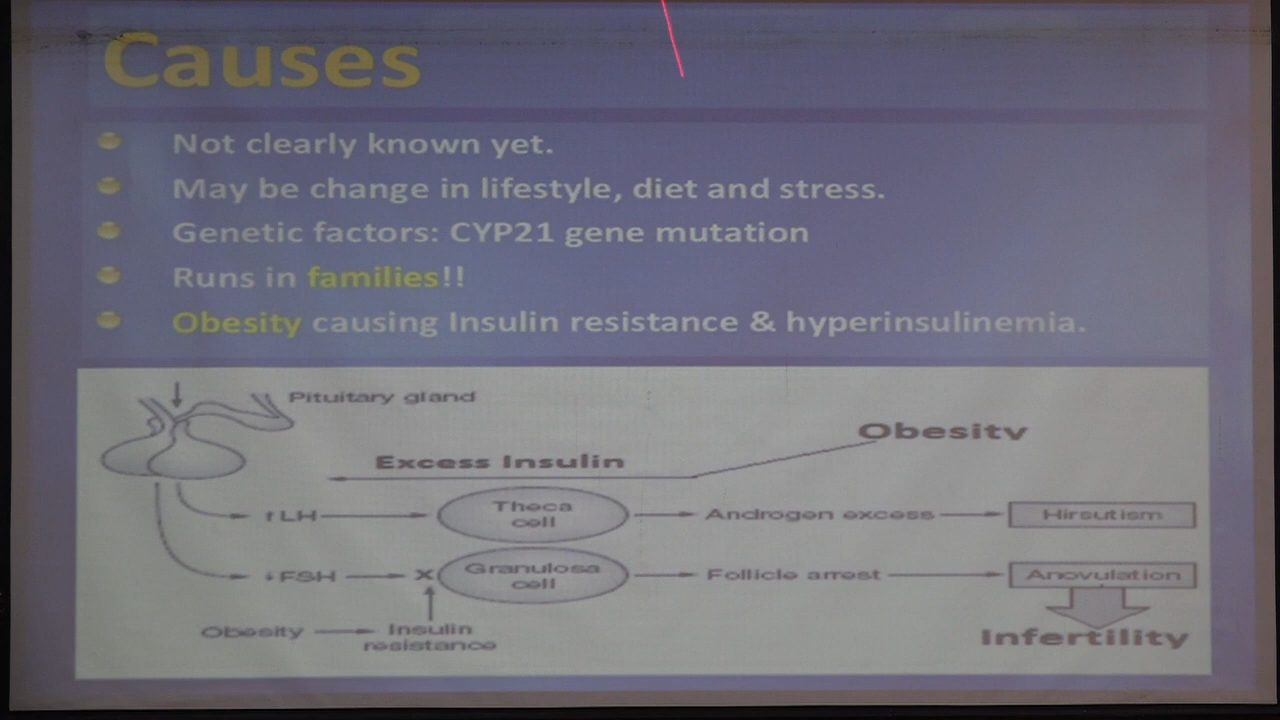 Causes
Not clearly known yet.
May be change in lifestyle, diet and stress.
Genetic factors: CYP21 gene mutation
Runs in families!!
Obesity causing Insulin resistance & hyperinsulinemia.
Pituitary gland
Obesity
Excess Insulin
↑LH
Theca
cell
Androgen excess
Hirsutism
↓FSH
x
Granulosa
cell
Follicle arrest
Anovulation
Obesity
Insulin
resistance
Infertility